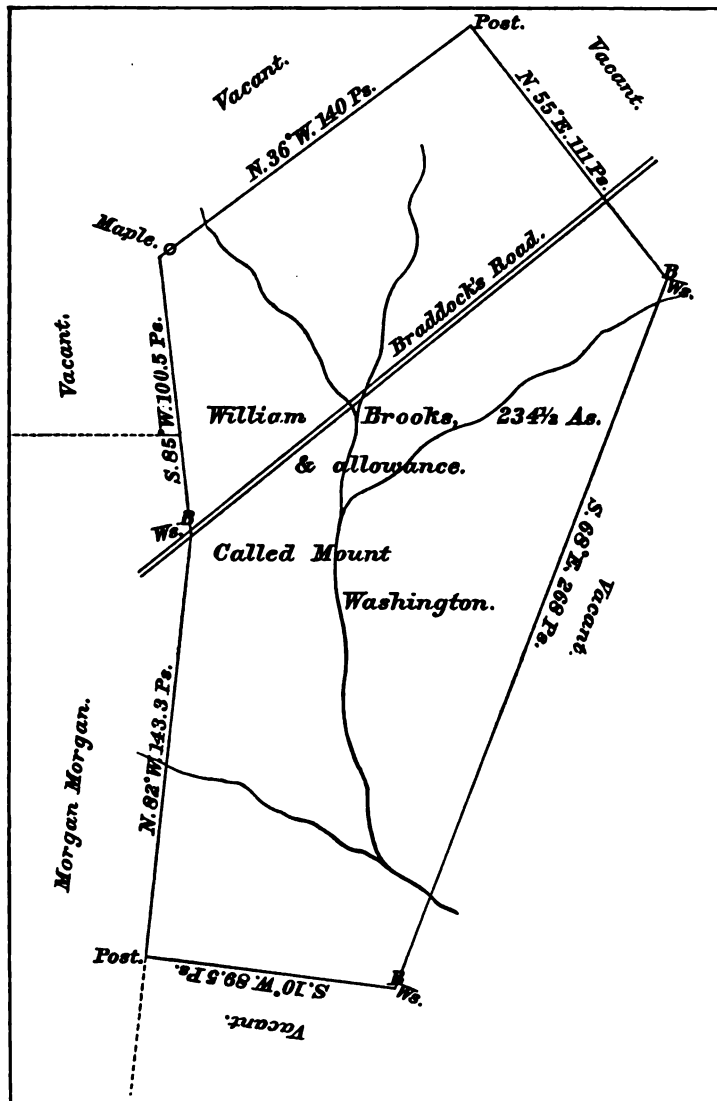 Post.
Vacant.
Vacant.
N. 36° W. 140 Ps.
N. 55° E. 111 Ps.
Maple.
Braddock's Road.
B
Ws.
Vacant.
S. 85° W. 100.5 Ps.
William Brooks, 234½ As.
& allowance.
B
Ws.
Called Mount
Washington.
S. 68° E. 268 Ps.
Vacant.
Morgan Morgan.
N. 82° W. 143.3 Ps.
Post.
S. 10° W. 89.5 Ps.
B
Ws.
Vacant.